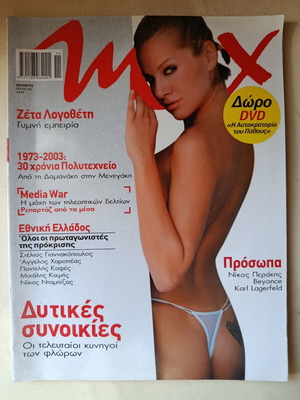 max
Ζέτα Λογοθέτη
Γυμνή εμπειρία
Δώρο
DVD
«Η Αυτοκρατορία
του Πάθους»
1973-2003:
30 χρόνια Πολυτεχνείο
Από τη Δαμανάκη στην Μενεγάκη
Media War
Η μάχη των τηλεοπτικών δελτίων
Ρεπορτάζ από τα μέσα
Εθνική Ελλάδος
Όλοι οι πρωταγωνιστές
της πρόκρισης
Στέλιος Γιαννακόπουλος
Άγγελος Χαριστέας
Παντελής Καφές
Μιχάλης Καψής
Νίκος Νταμπίζας
Πρόσωπα
Νίκος Περάκης
Beyonce
Karl Lagerfeld
Δυτικές
συνοικίες
Οι τελευταίοι κυνηγοί
των φλώρων